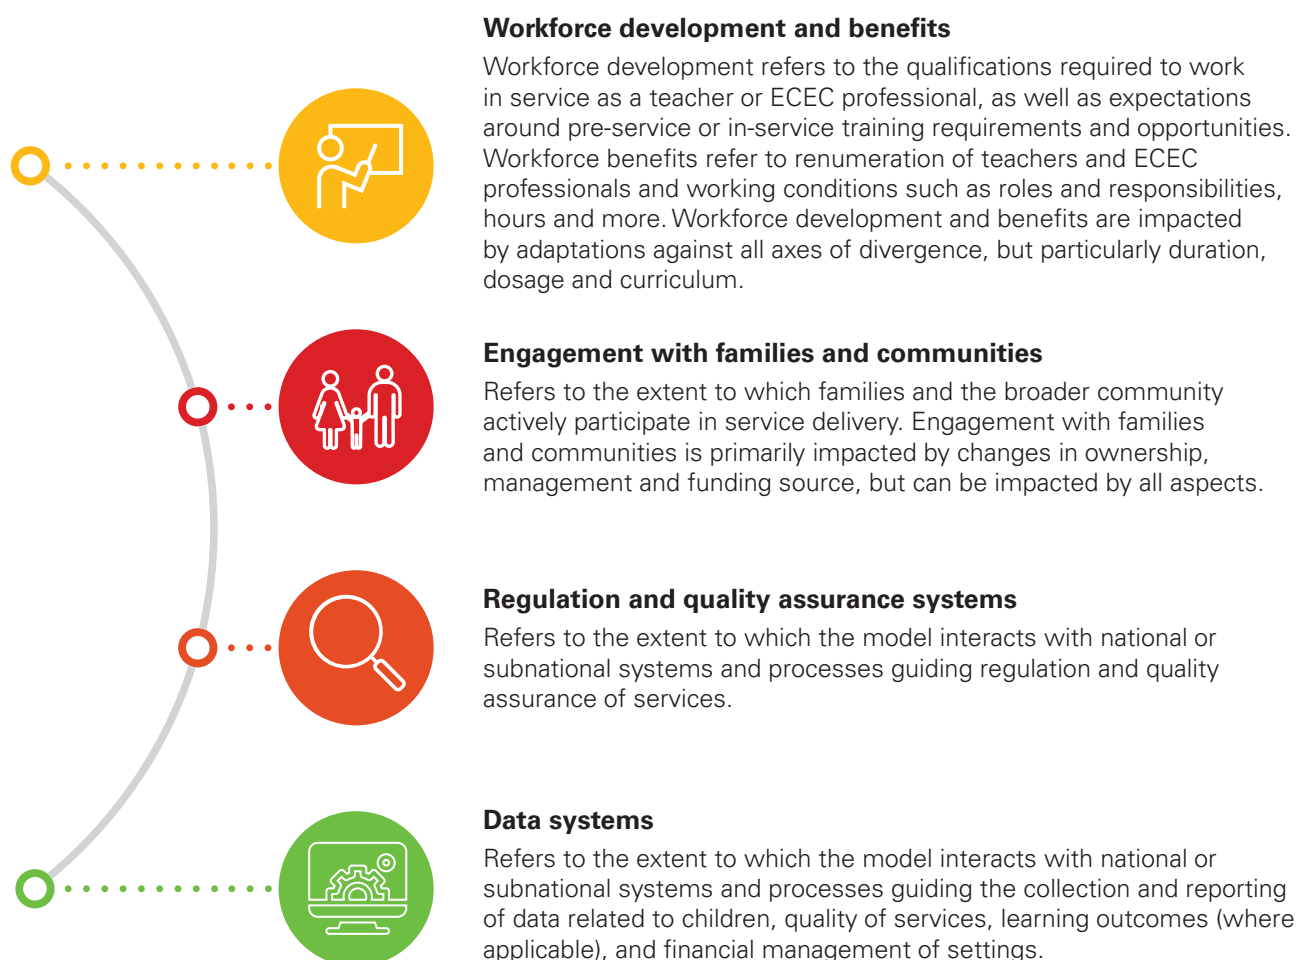 Workforce development and benefits
Workforce development refers to the qualifications required to work
in service as a teacher or ECEC professional, as well as expectations
around pre-service or in-service training requirements and opportunities.
Workforce benefits refer to renumeration of teachers and ECEC
professionals and working conditions such as roles and responsibilities,
hours and more. Workforce development and benefits are impacted
by adaptations against all axes of divergence, but particularly duration,
dosage and curriculum.
Engagement with families and communities
Refers to the extent to which families and the broader community
actively participate in service delivery. Engagement with families
and communities is primarily impacted by changes in ownership,
management and funding source, but can be impacted by all aspects.
Regulation and quality assurance systems
Refers to the extent to which the model interacts with national or
subnational systems and processes guiding regulation and quality
assurance of services.
Data systems
Refers to the extent to which the model interacts with national or
subnational systems and processes guiding the collection and reporting
of data related to children, quality of services, learning outcomes (where
applicable), and financial management of settings.